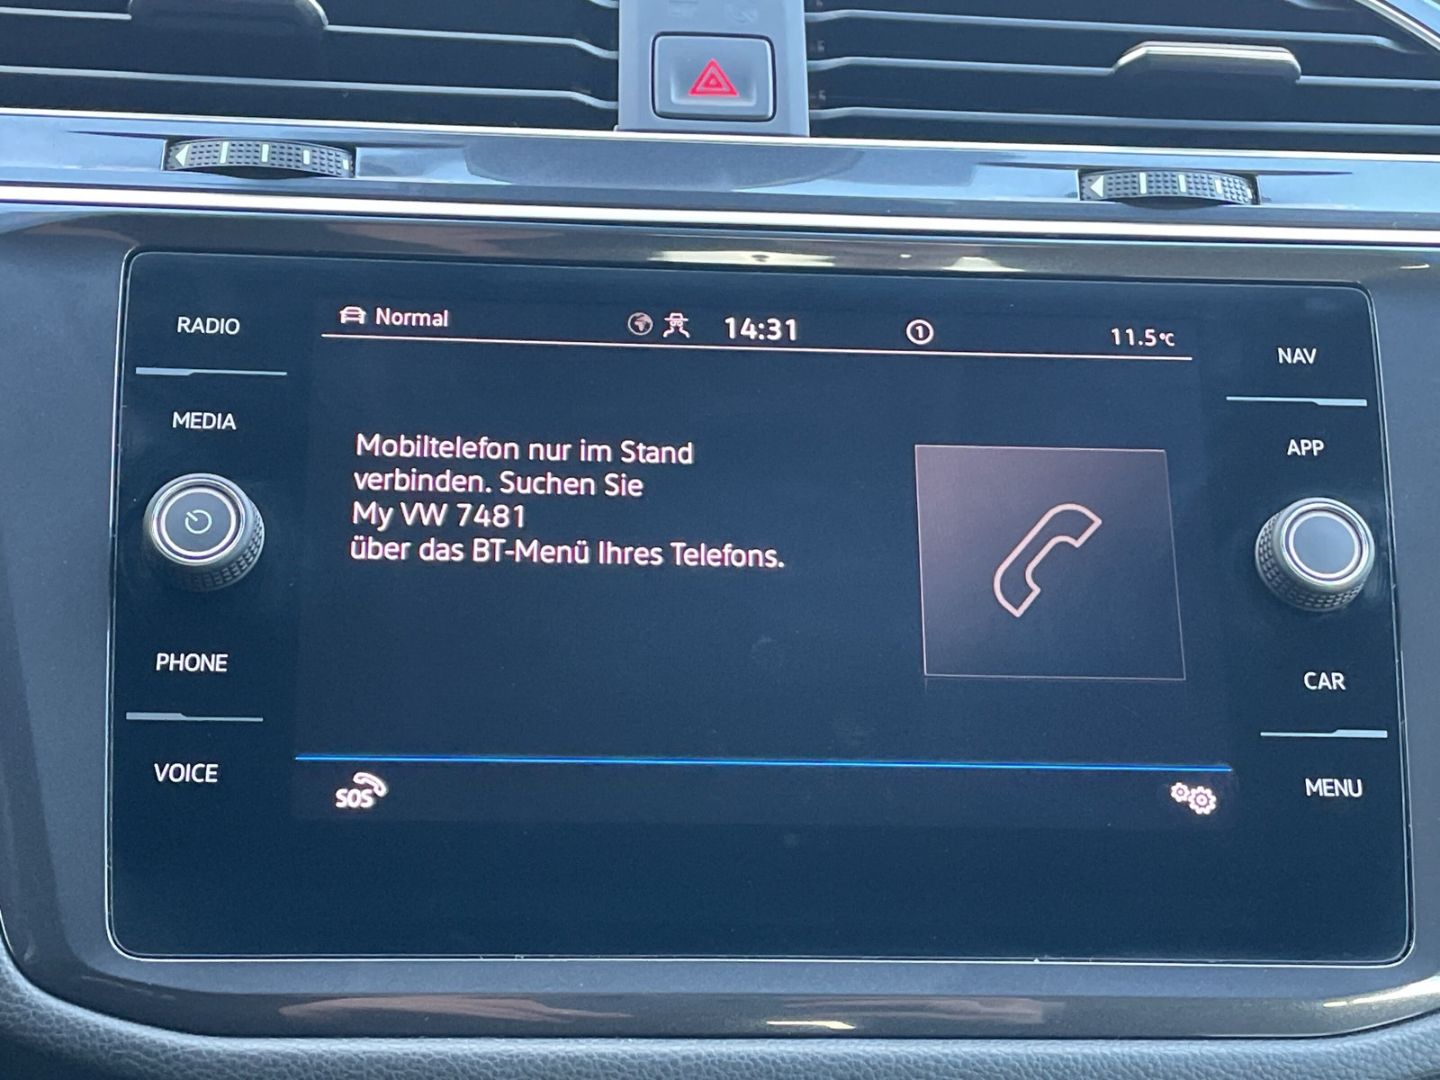 RADIO
MEDIA
PHONE
VOICE
Normal
14:31
1
11.5°C
Mobiltelefon nur im Stand
verbinden. Suchen Sie
My VW 7481
über das BT-Menü Ihres Telefons.
SOS
NAV
APP
CAR
MENU